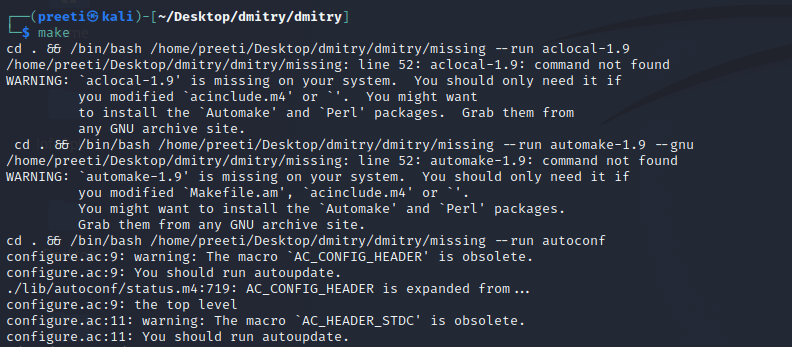 ┌──(preeti㉿kali)-[~/Desktop/dmitry/dmitry]
└─$ make
cd . && /bin/bash /home/preeti/Desktop/dmitry/dmitry/missing --run aclocal-1.9
/home/preeti/Desktop/dmitry/dmitry/missing: line 52: aclocal-1.9: command not found
WARNING: `aclocal-1.9' is missing on your system.  You should only need it if
         you modified `acinclude.m4' or `'.  You might want
         to install the `Automake' and `Perl' packages.  Grab them from
         any GNU archive site.
 cd . && /bin/bash /home/preeti/Desktop/dmitry/dmitry/missing --run automake-1.9 --gnu
/home/preeti/Desktop/dmitry/dmitry/missing: line 52: automake-1.9: command not found
WARNING: `automake-1.9' is missing on your system.  You should only need it if
         you modified `Makefile.am', `acinclude.m4' or `'.
         You might want to install the `Automake' and `Perl' packages.
         Grab them from any GNU archive site.
cd . && /bin/bash /home/preeti/Desktop/dmitry/dmitry/missing --run autoconf
configure.ac:9: warning: The macro `AC_CONFIG_HEADER' is obsolete.
configure.ac:9: You should run autoupdate.
./lib/autoconf/status.m4:719: AC_CONFIG_HEADER is expanded from...
configure.ac:9: the top level
configure.ac:11: warning: The macro `AC_HEADER_STDC' is obsolete.
configure.ac:11: You should run autoupdate.